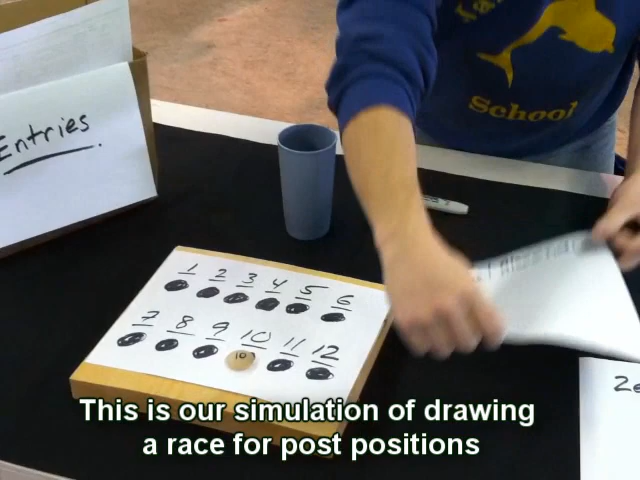 Entries.
School
1 2 3 4 5 6
7 8 9 10 11 12
10
This is our simulation of drawing
a race for post positions